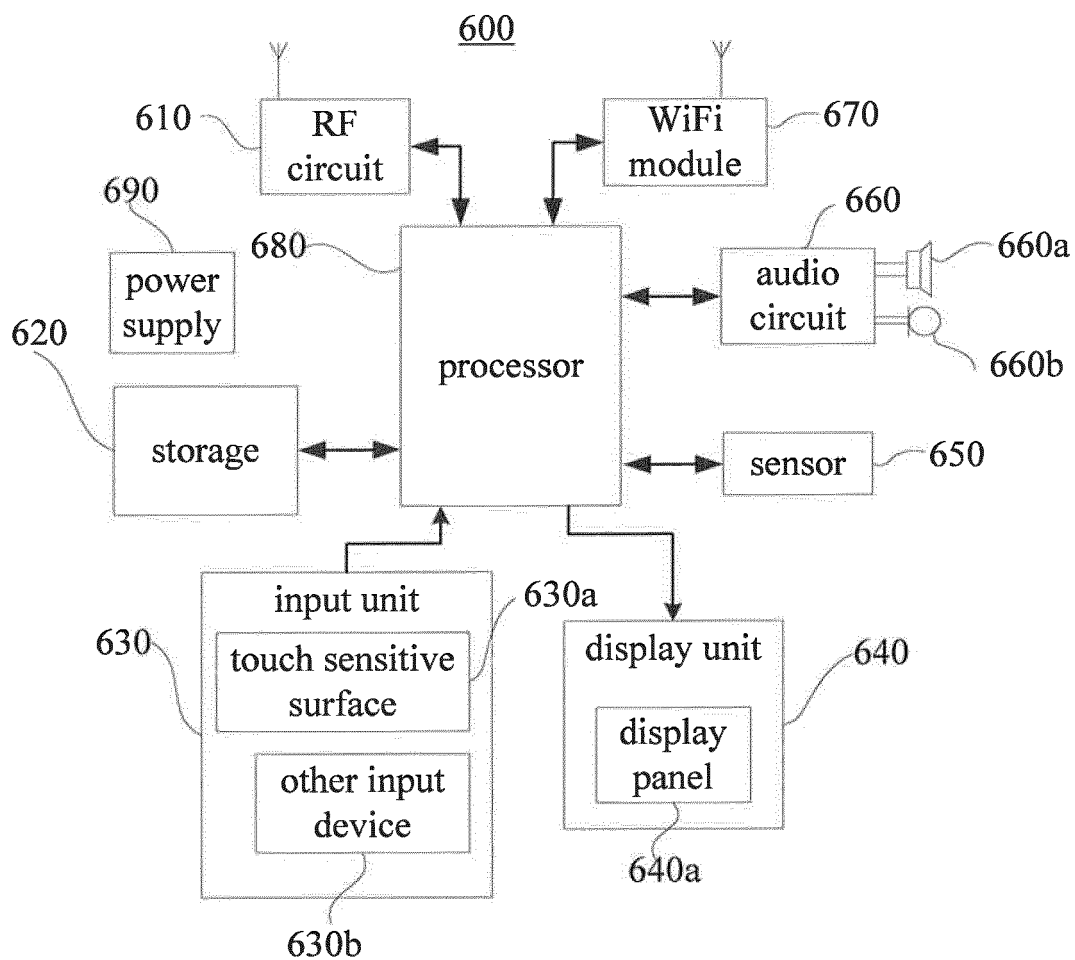 600
610
RF
circuit
WiFi
module
670
690
power
supply
680
660
audio
circuit
660a
660b
620
storage
processor
sensor
650
input unit
630a
630
touch sensitive
surface
other input
device
630b
display unit
640
display
panel
640a